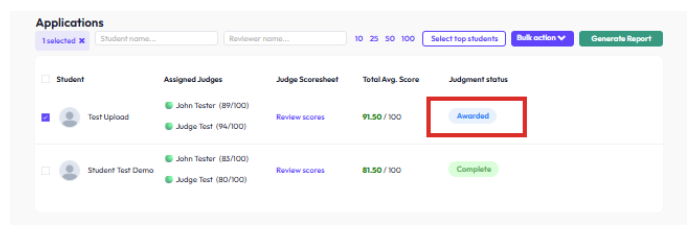 Applications
1 selected ✖ Student name... Reviewer name... 10 25 50 100 Select top students Bulk action Generate Report
Student Assigned Judges Judge Scoresheet Total Avg. Score Judgment status
John Tester (89/100)
Test Upload Review scores 91.50 / 100 Awarded
Judge Test (94/100)
John Tester (83/100)
Student Test Demo Review scores 81.50 / 100 Complete
Judge Test (80/100)